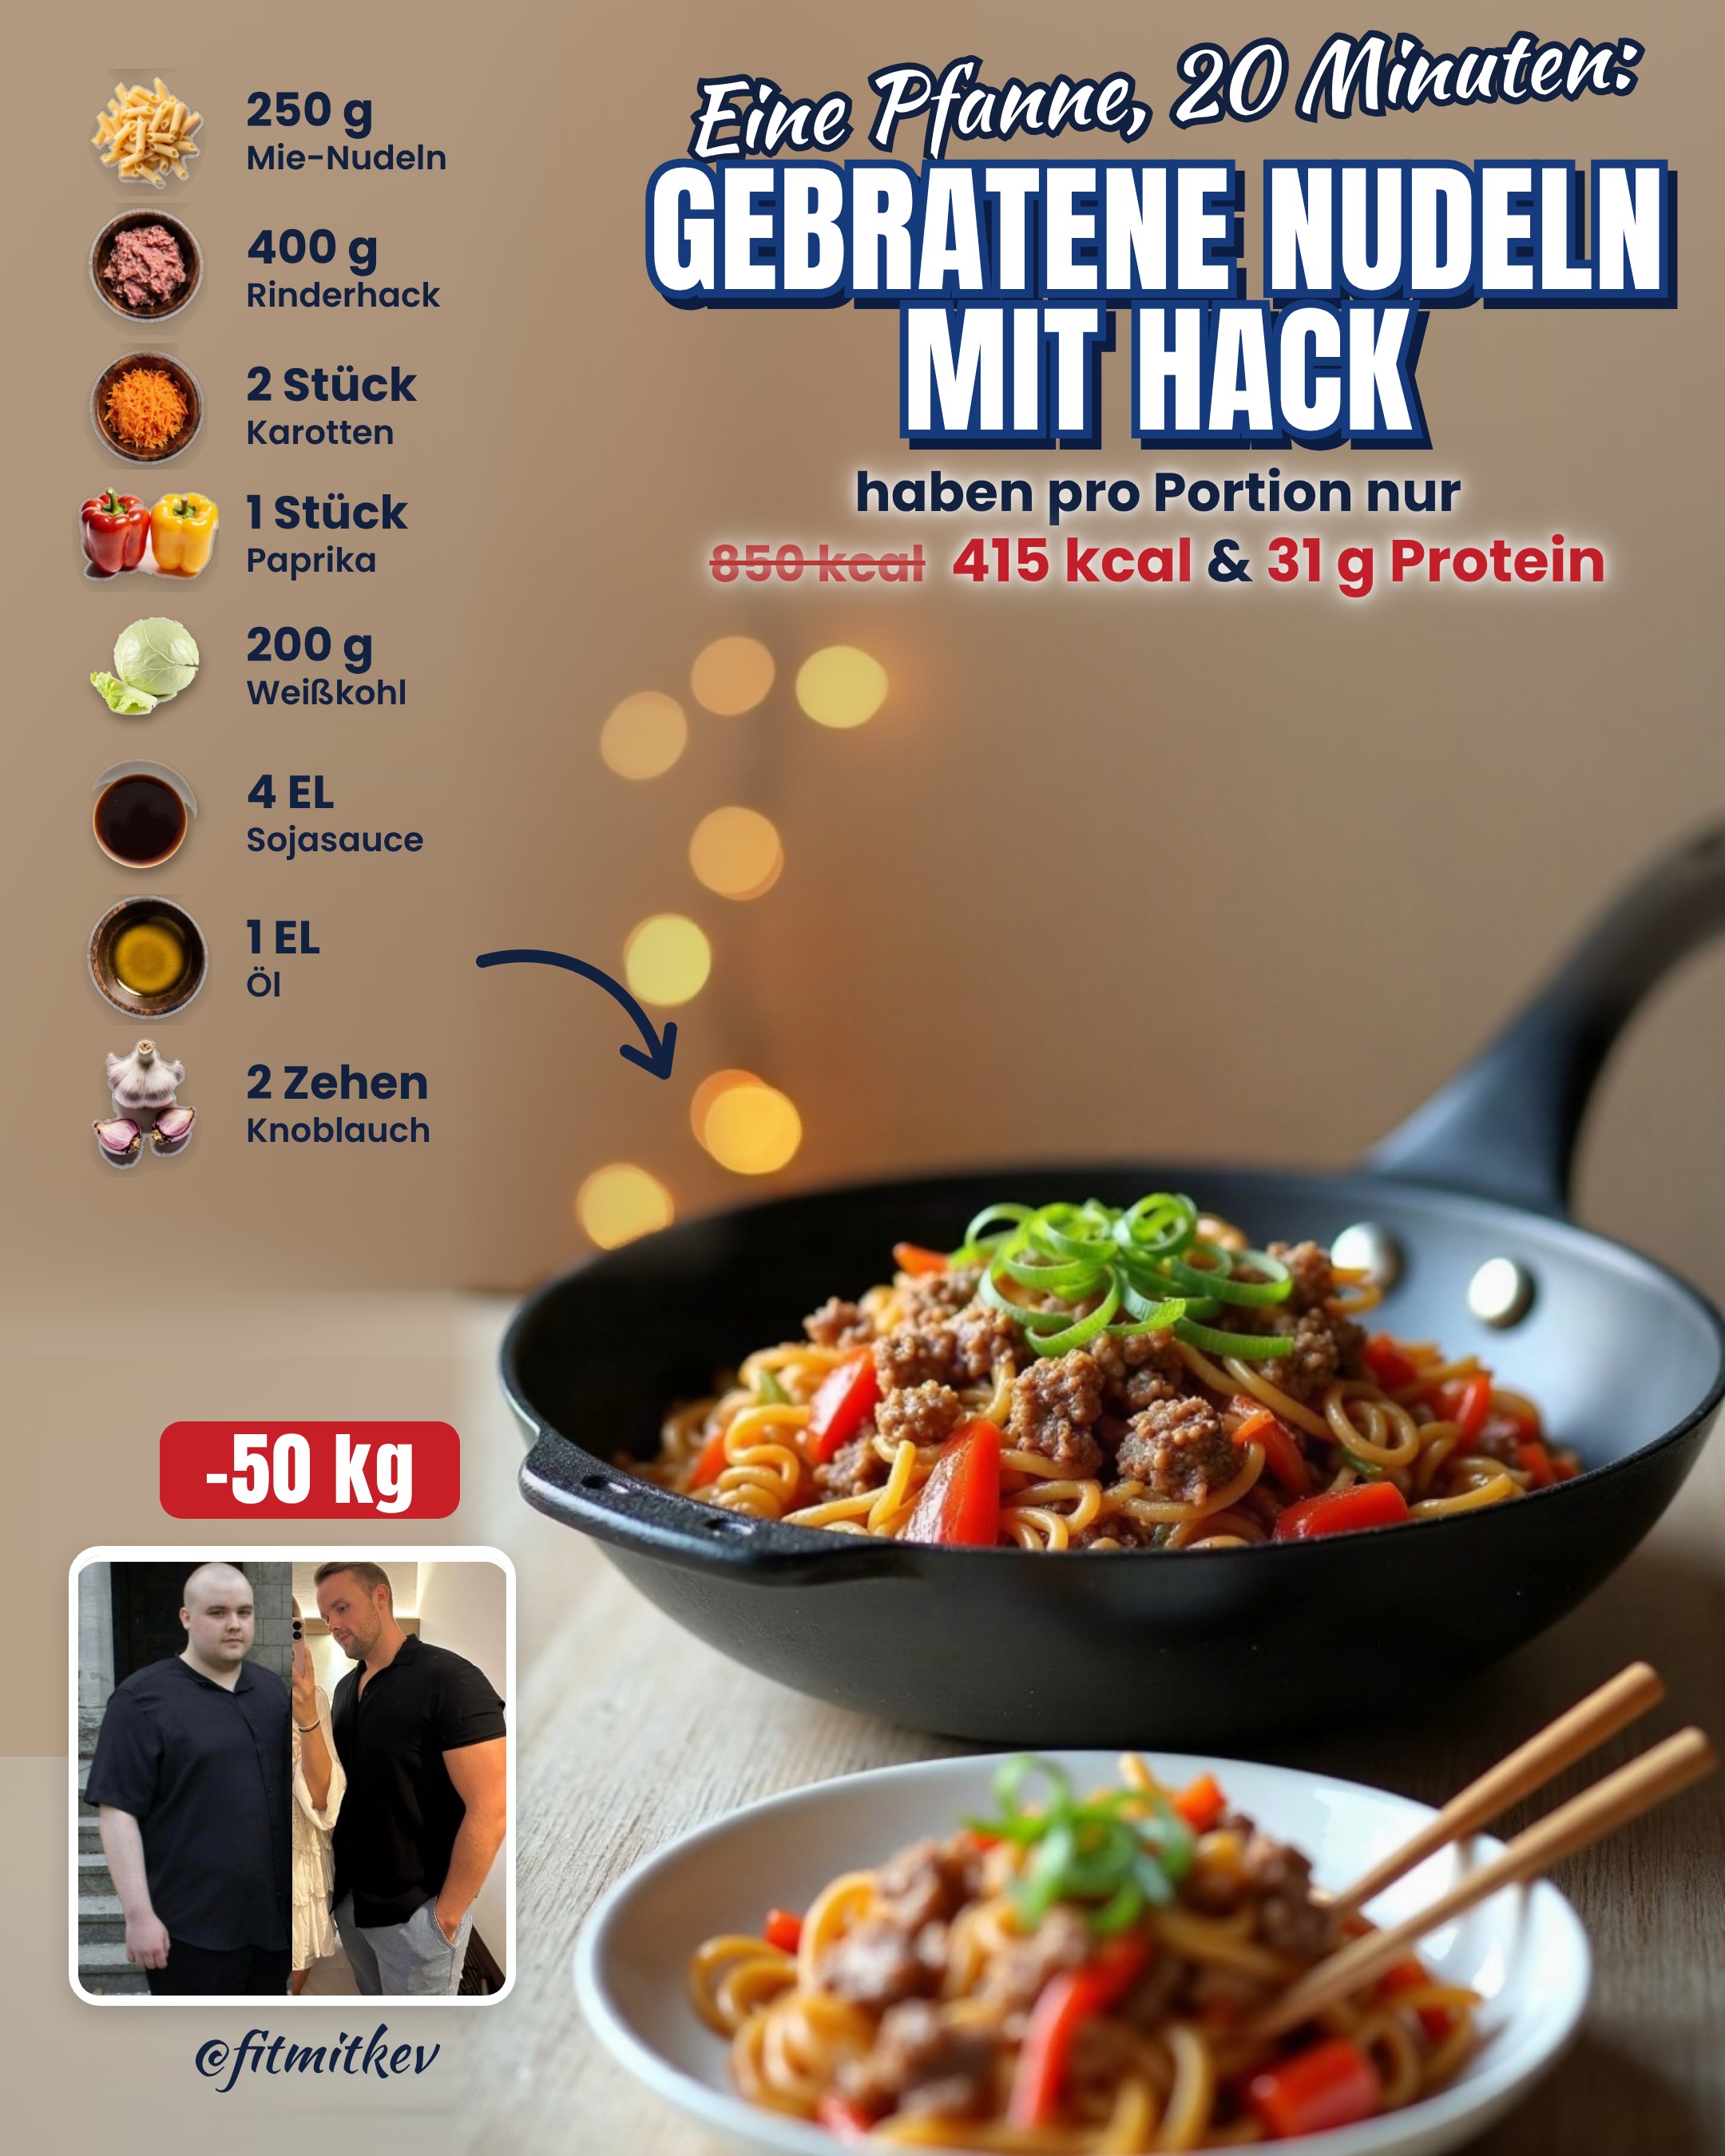 Eine Pfanne, 20 Minuten:
GEBRATENE NUDELN
MIT HACK
haben pro Portion nur
850 kcal 415 kcal & 31 g Protein
250 g
Mie-Nudeln
400 g
Rinderhack
2 Stück
Karotten
1 Stück
Paprika
200 g
Weißkohl
4 EL
Sojasauce
1 EL
Öl
2 Zehen
Knoblauch
-50 kg
@fitmitkev